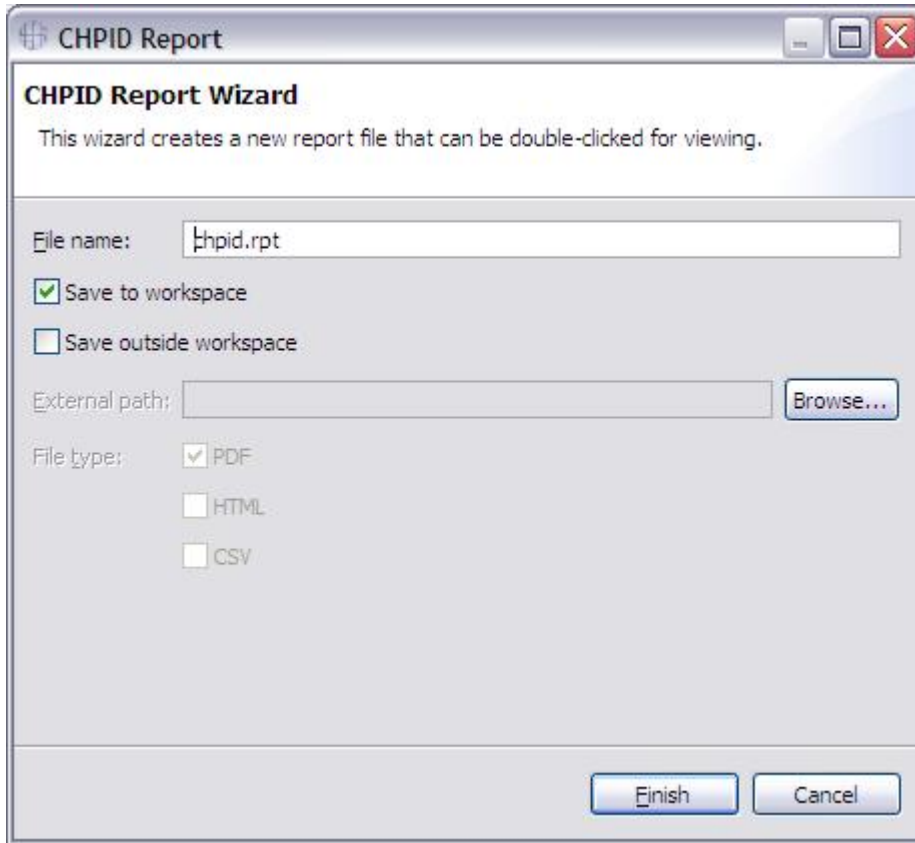 CHPID Report
CHPID Report Wizard
This wizard creates a new report file that can be double-clicked for viewing.
File name: chpid.rpt
Save to workspace
Save outside workspace
External path: Browse...
File type: PDF
HTML
CSV
Finish Cancel